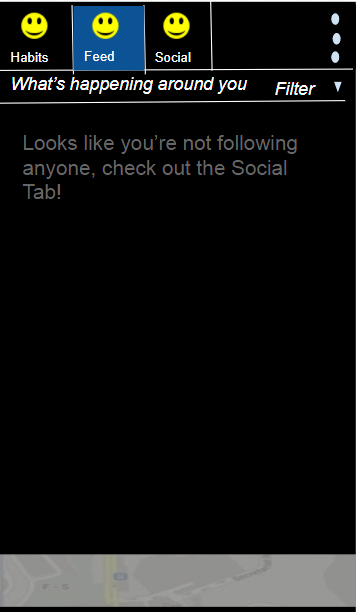 Habits
Feed
Social
What's happening around you
Filter
Looks like you're not following
anyone, check out the Social
Tab!
F - S